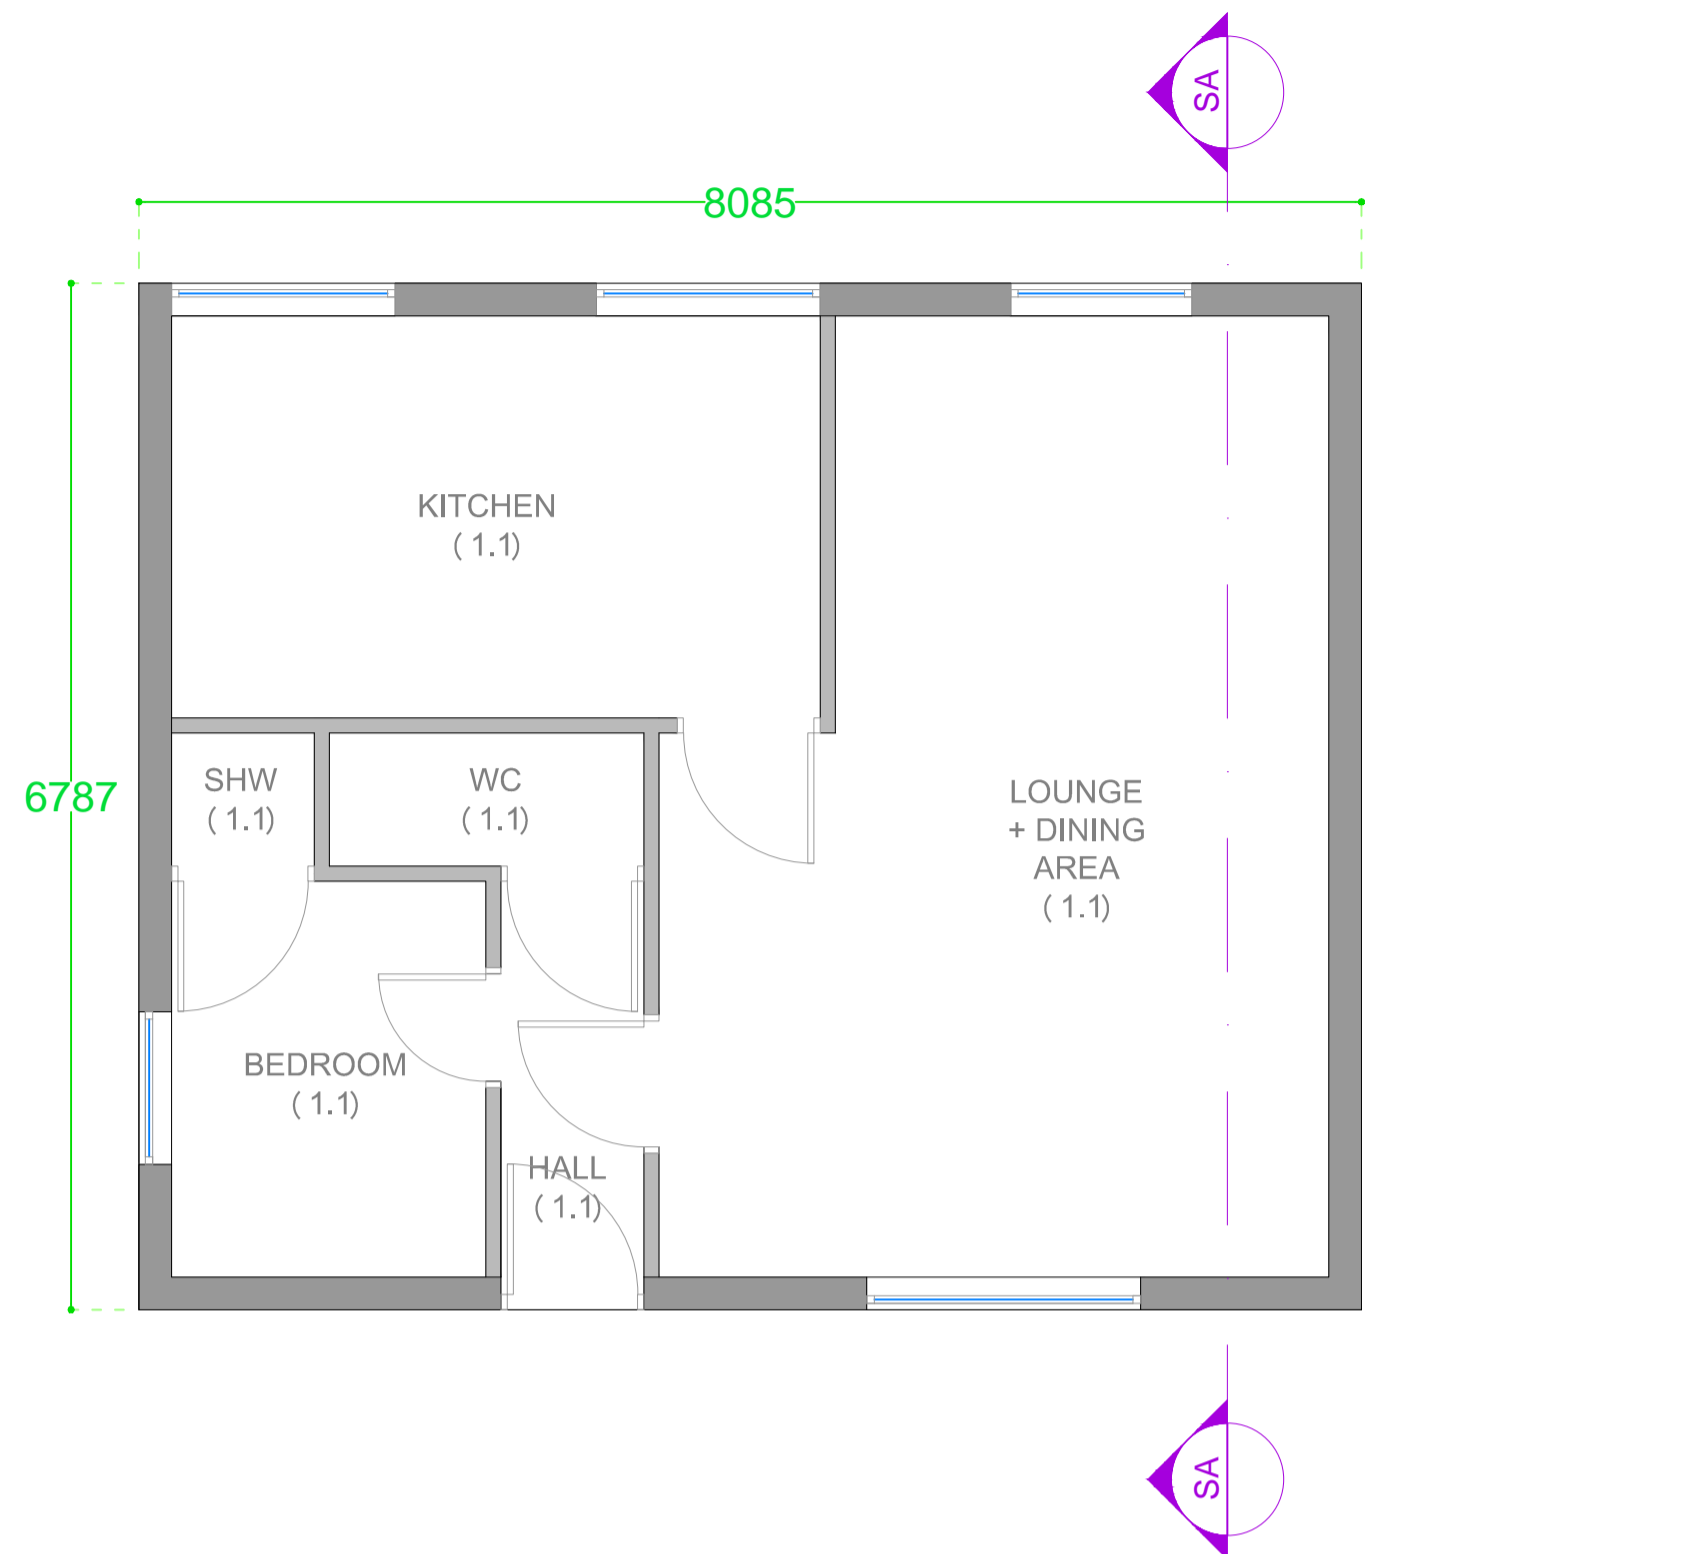 SA
8085
KITCHEN
( 1.1)
SHW
( 1.1)
WC
( 1.1)
6787
LOUNGE
+ DINING
AREA
( 1.1)
BEDROOM
( 1.1)
HALL
( 1.1)
SA